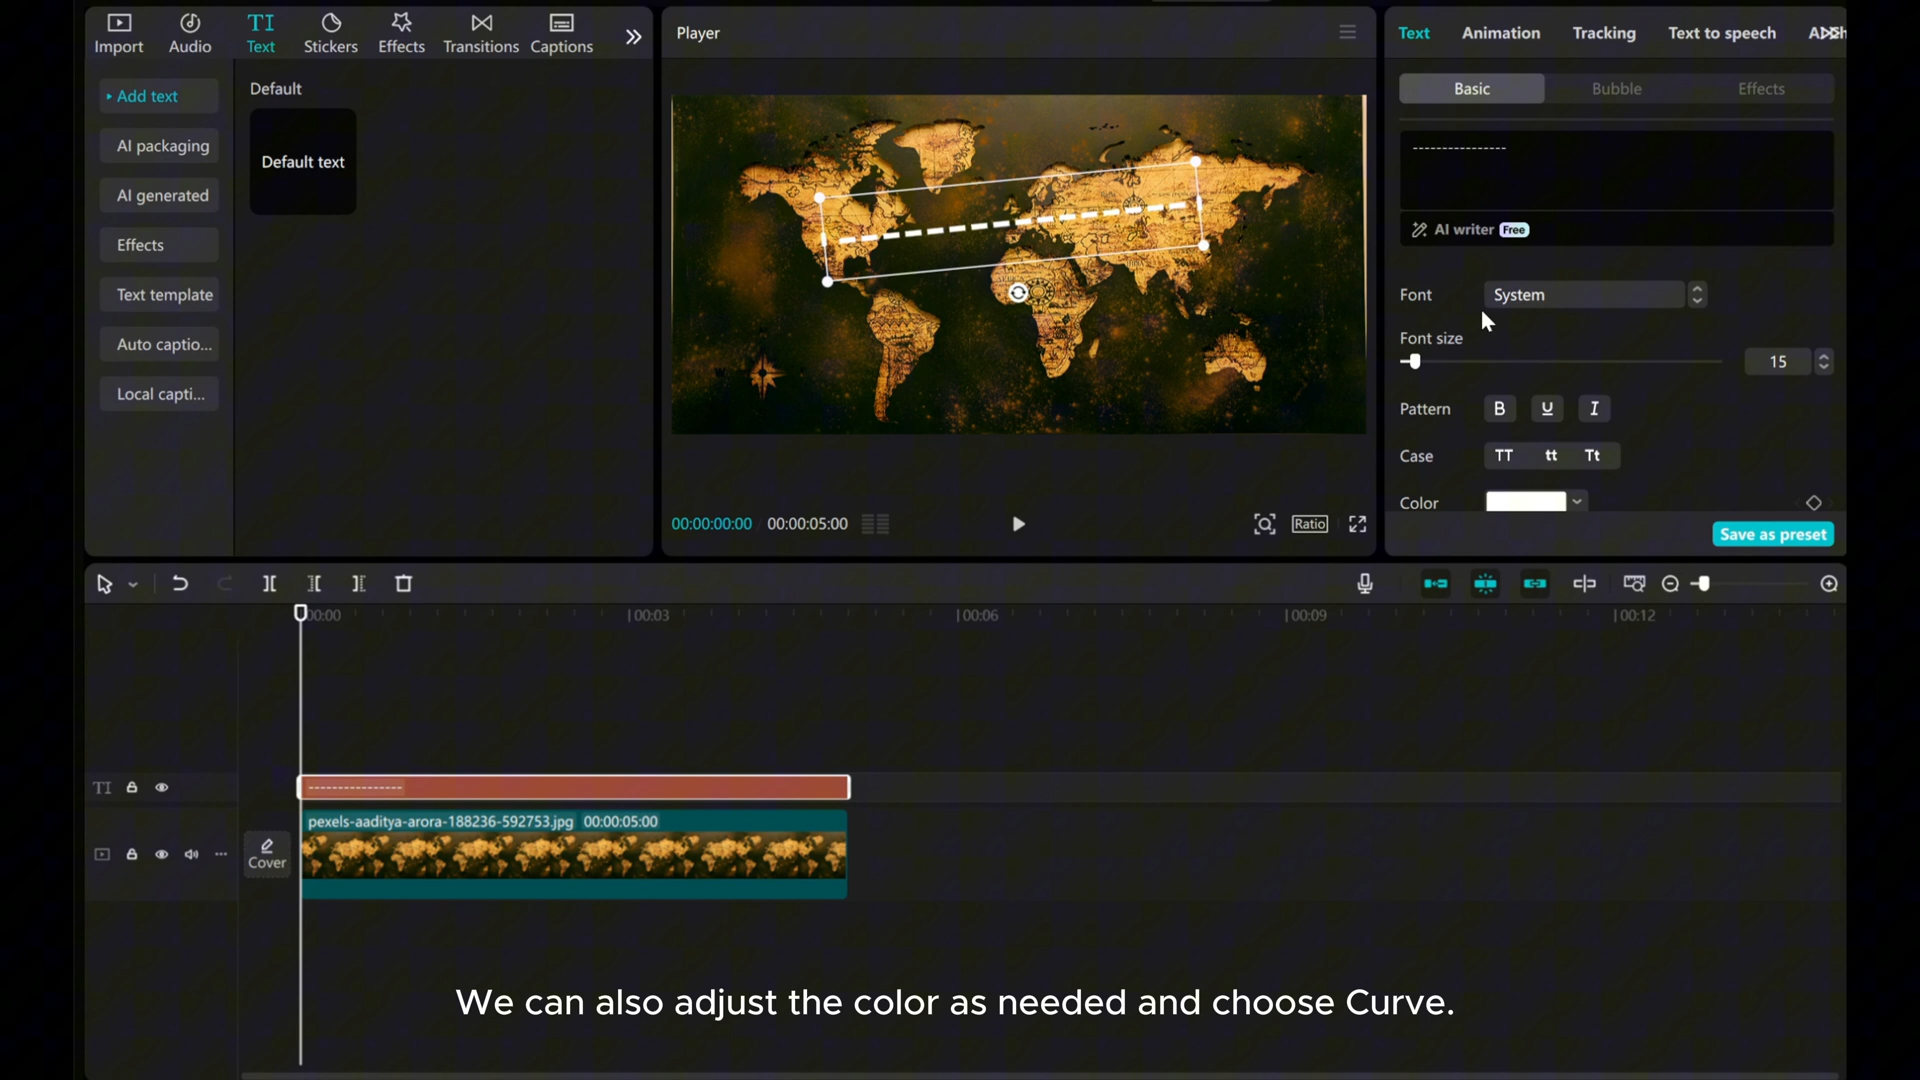 Import
Audio
TI
Text
Stickers
Effects
Transitions
Captions
Add text
AI packaging
AI generated
Effects
Text template
Auto captio...
Local capti...
Default
Default text
Player
00:00:00:00
00:00:05:00
Ratio
Text
Animation
Tracking
Text to speech
Basic
Bubble
Effects
----------------
AI writer
Free
Font
System
Font size
15
Pattern
B
U
I
Case
TT
tt
Tt
Color
Save as preset
00:00
00:03
00:06
00:09
00:12
TI
----------------
pexels-aaditya-arora-188236-592753.jpg 00:00:05:00
Cover
We can also adjust the color as needed and choose Curve.